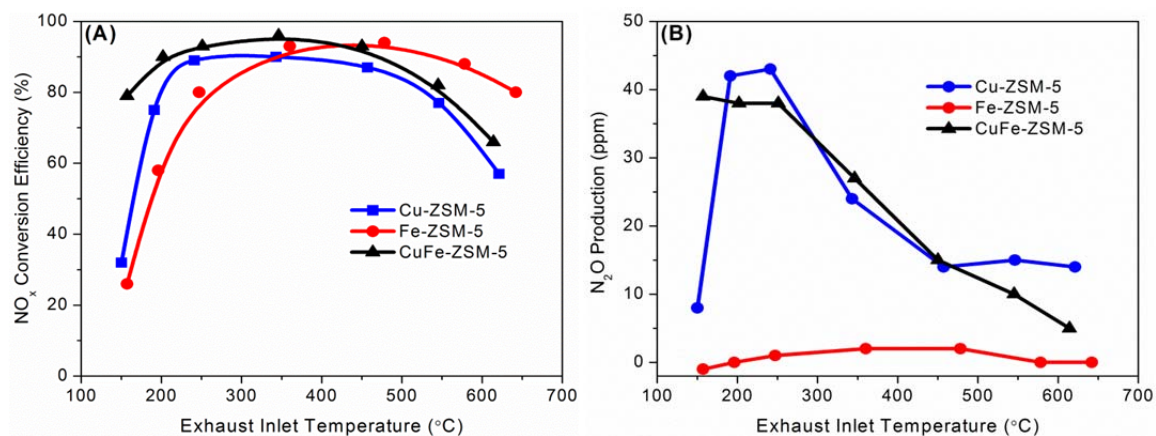 (A)
NOx Conversion Efficiency (%)
100
80
60
40
20
0
Cu-ZSM-5
Fe-ZSM-5
CuFe-ZSM-5
100 200 300 400 500 600 700
Exhaust Inlet Temperature (°C)
(B)
N2O Production (ppm)
50
40
30
20
10
0
Cu-ZSM-5
Fe-ZSM-5
CuFe-ZSM-5
100 200 300 400 500 600 700
Exhaust Inlet Temperature (°C)